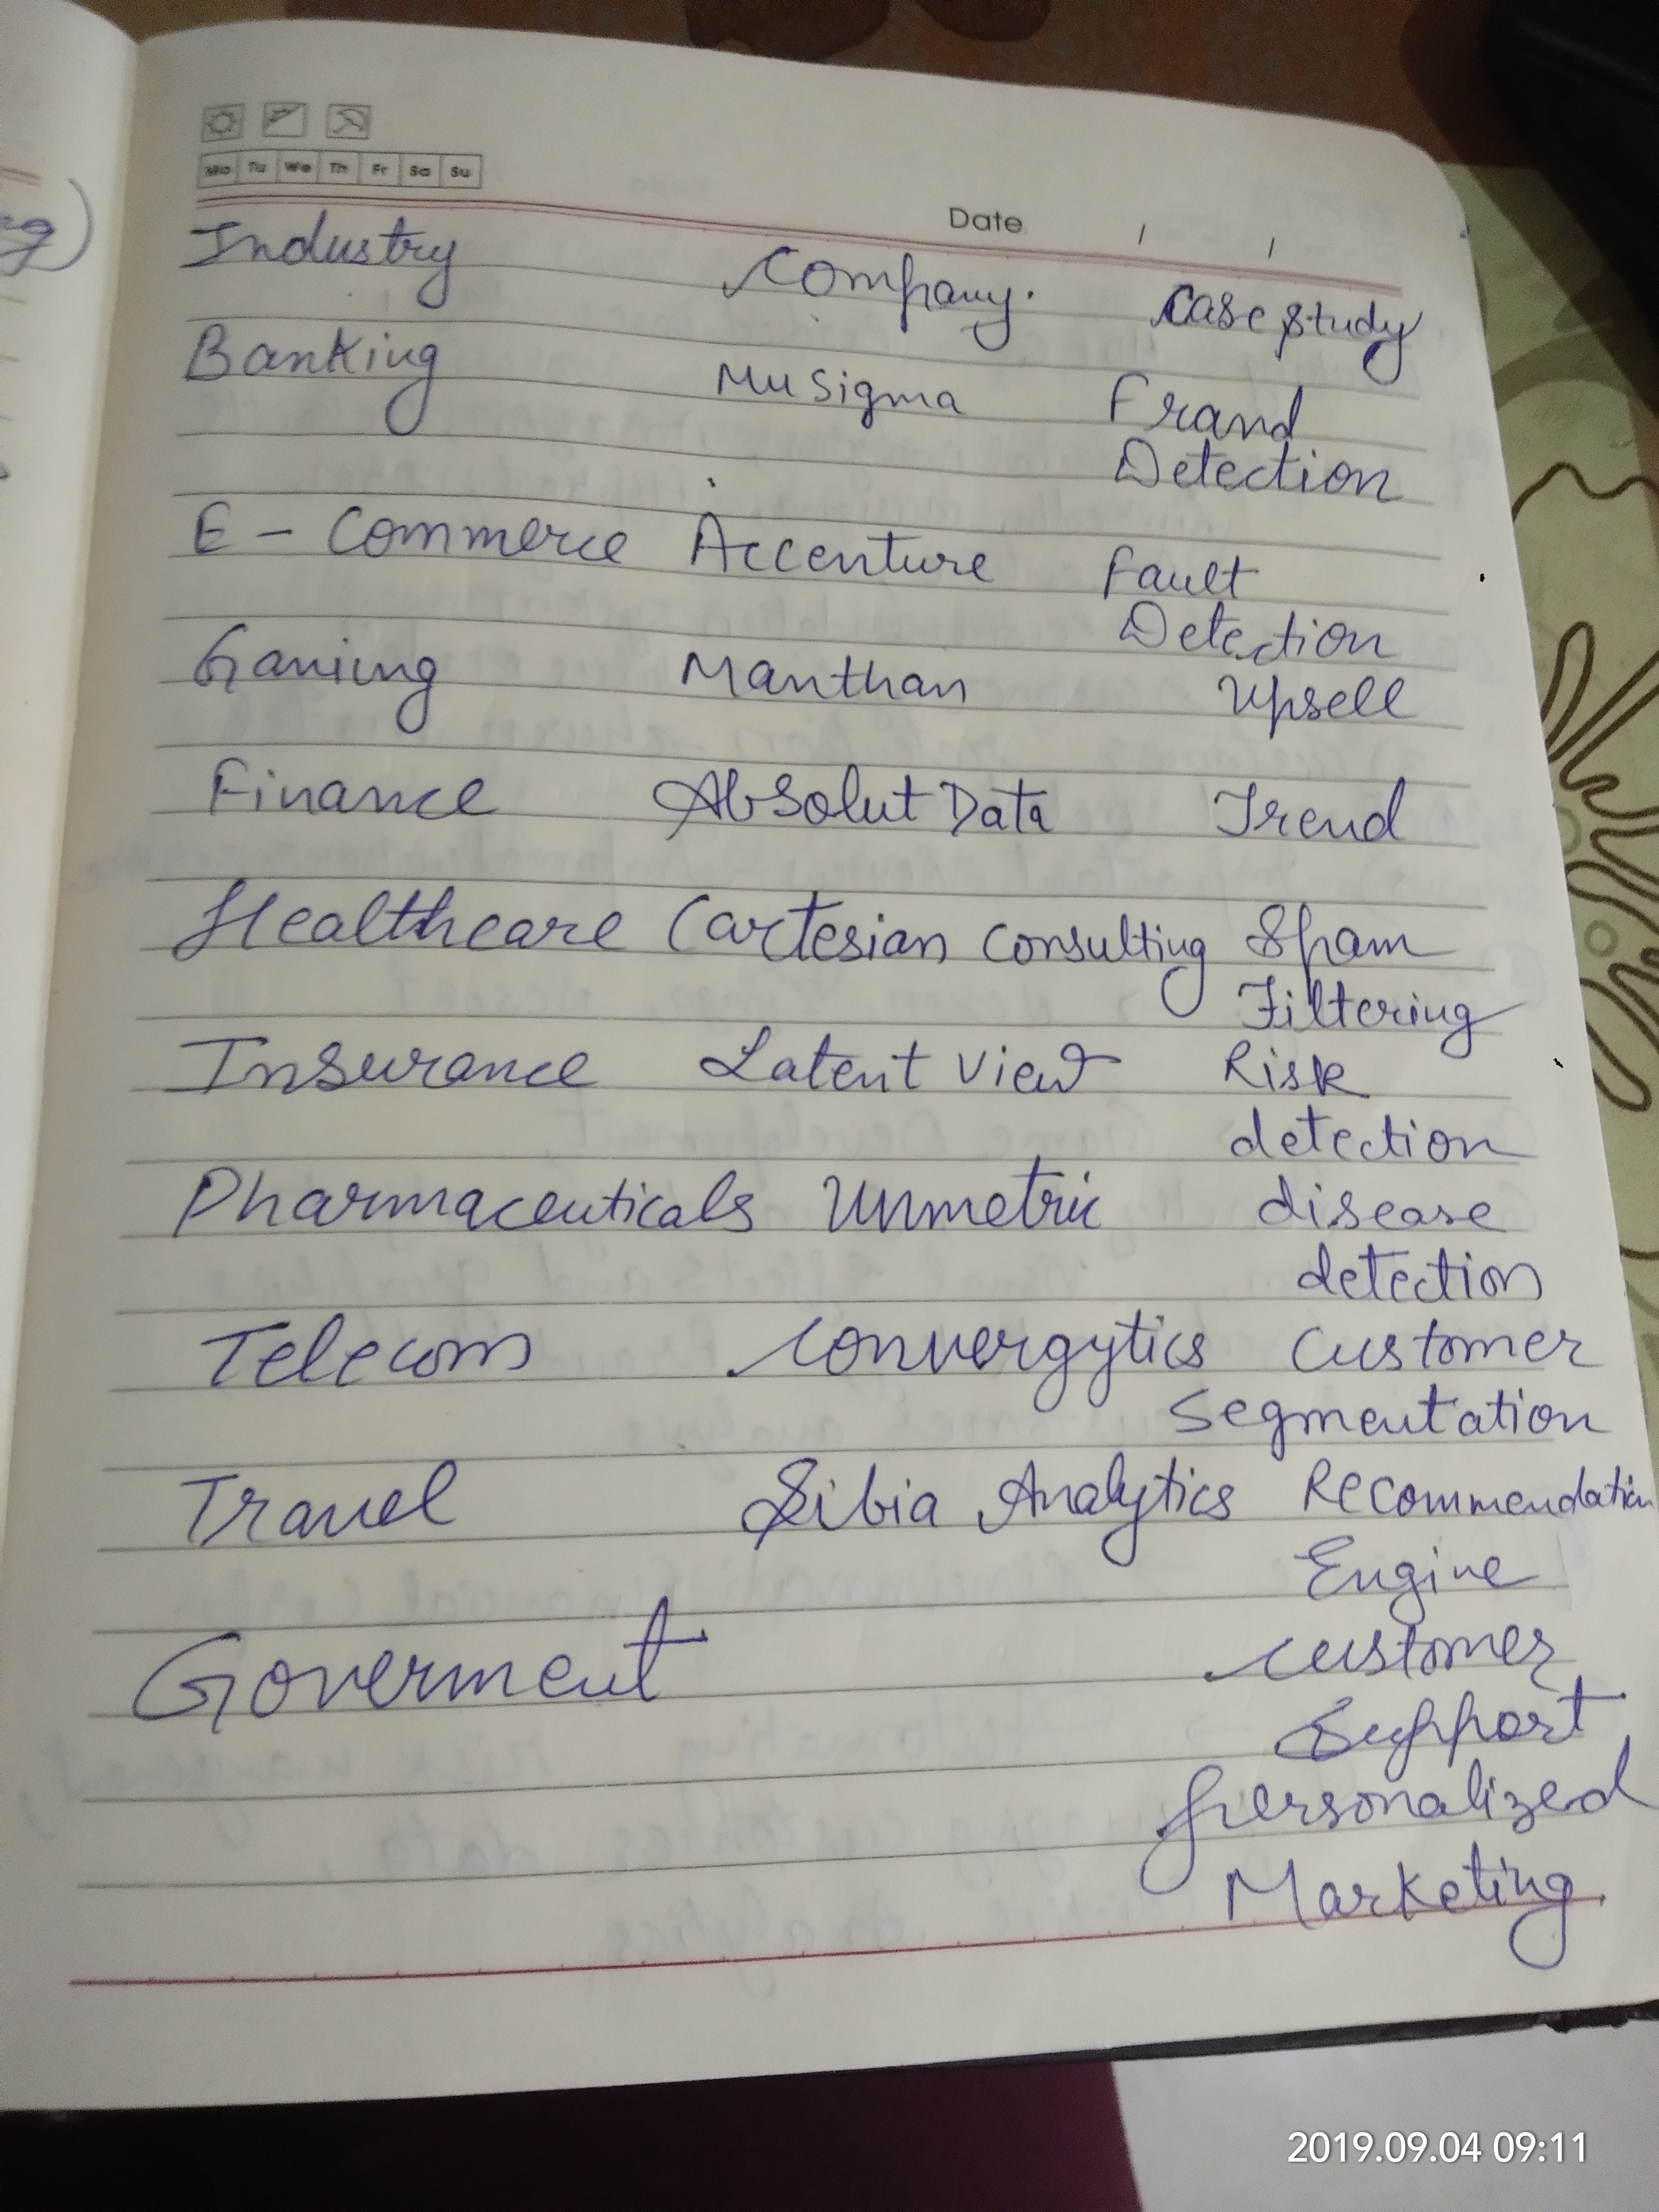 Mo Tu We Th Fr Sa Su
Date / /
Industry Company. Case study
Banking Mu Sigma Fraud
Detection
E - Commerce Accenture Fault
Detection
Gaming Manthan Upsell
Finance Absolut Data Trend
Healthcare Cartesian Consulting Spam
Filtering
Insurance Latent View Risk
detection
Pharmaceuticals Unmetric disease
detection
Telecom Convergytics Customer
Segmentation
Travel Sibia Analytics Recommendation
Engine
Goverment customer
Support
personalized
Marketing
2019.09.04 09:11